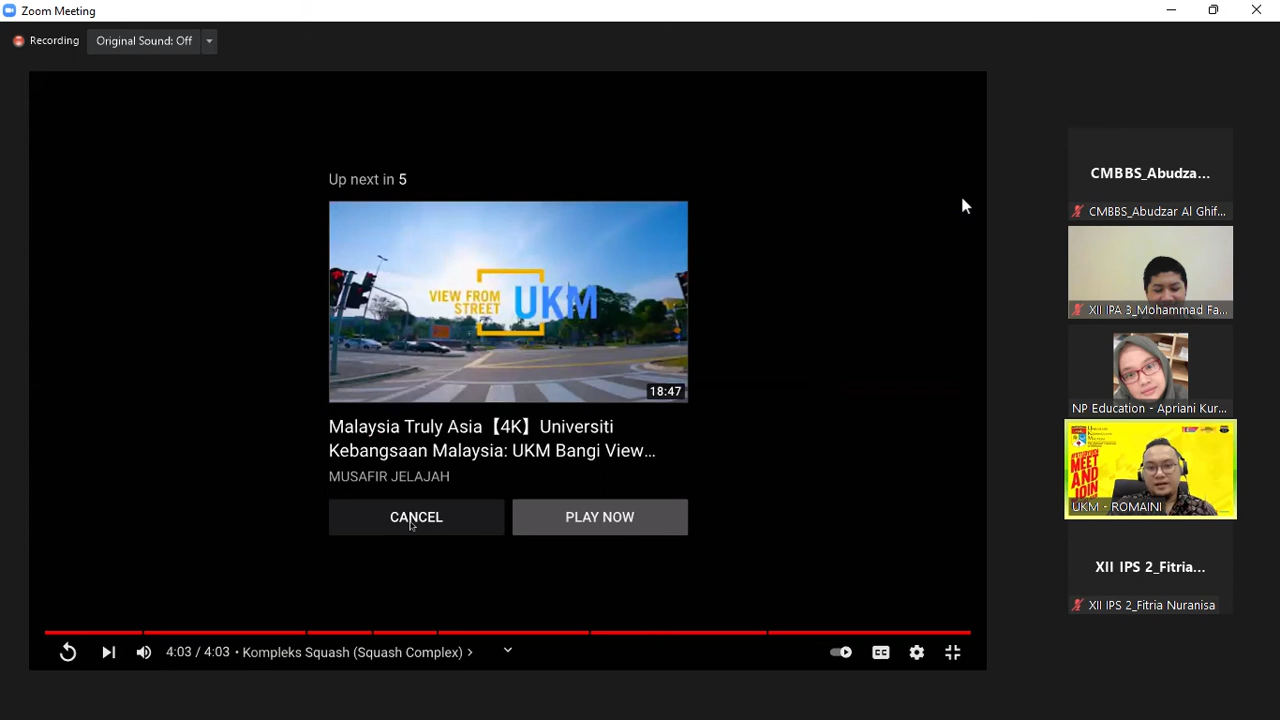 Zoom Meeting
Recording
Original Sound: Off
Up next in 5
VIEW FROM
STREET
UKM
18:47
Malaysia Truly Asia【4K】Universiti
Kebangsaan Malaysia: UKM Bangi View...
MUSAFIR JELAJAH
CANCEL
PLAY NOW
4:03 / 4:03 • Kompleks Squash (Squash Complex) >
CC
CMBBS_Abudza...
CMBBS_Abudzar Al Ghif...
XII IPA 3_Mohammad Fa...
NP Education - Apriani Kur...
MEET
AND
JOIN
UKM - ROMAINI
XII IPS 2_Fitria...
XII IPS 2_Fitria Nuranisa